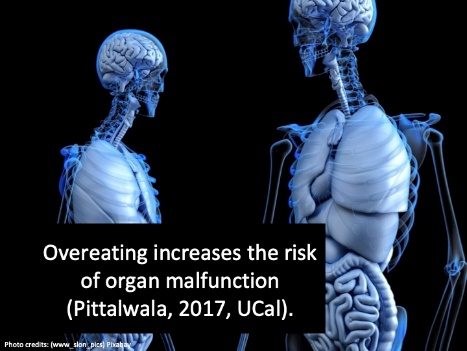 Overeating increases the risk
of organ malfunction
(Pittalwala, 2017, UCal).
Photo credits: (www_slon_pics) Pixabay